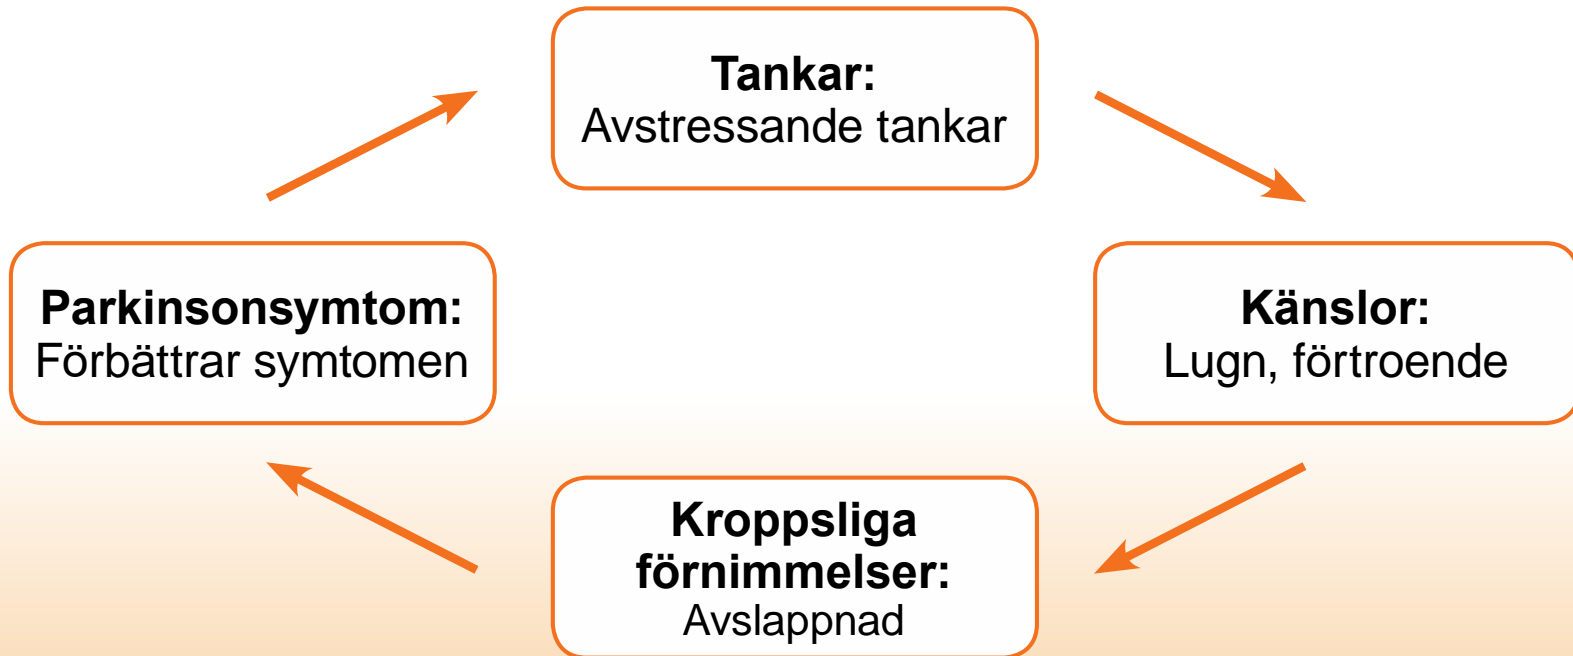 Tankar:
Avstressande tankar
Parkinsonsymtom:
Förbättrar symtomen
Känslor:
Lugn, förtroende
Kroppsliga
förnimmelser:
Avslappnad